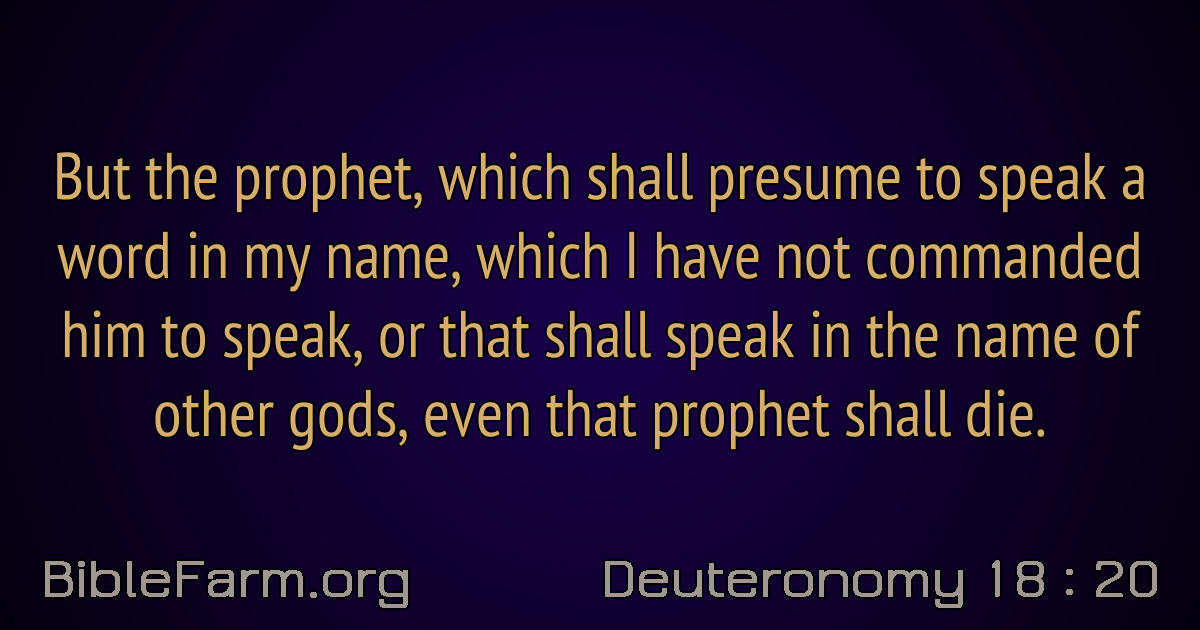 But the prophet, which shall presume to speak a
word in my name, which I have not commanded
him to speak, or that shall speak in the name of
other gods, even that prophet shall die.
BibleFarm.org
Deuteronomy 18 : 20